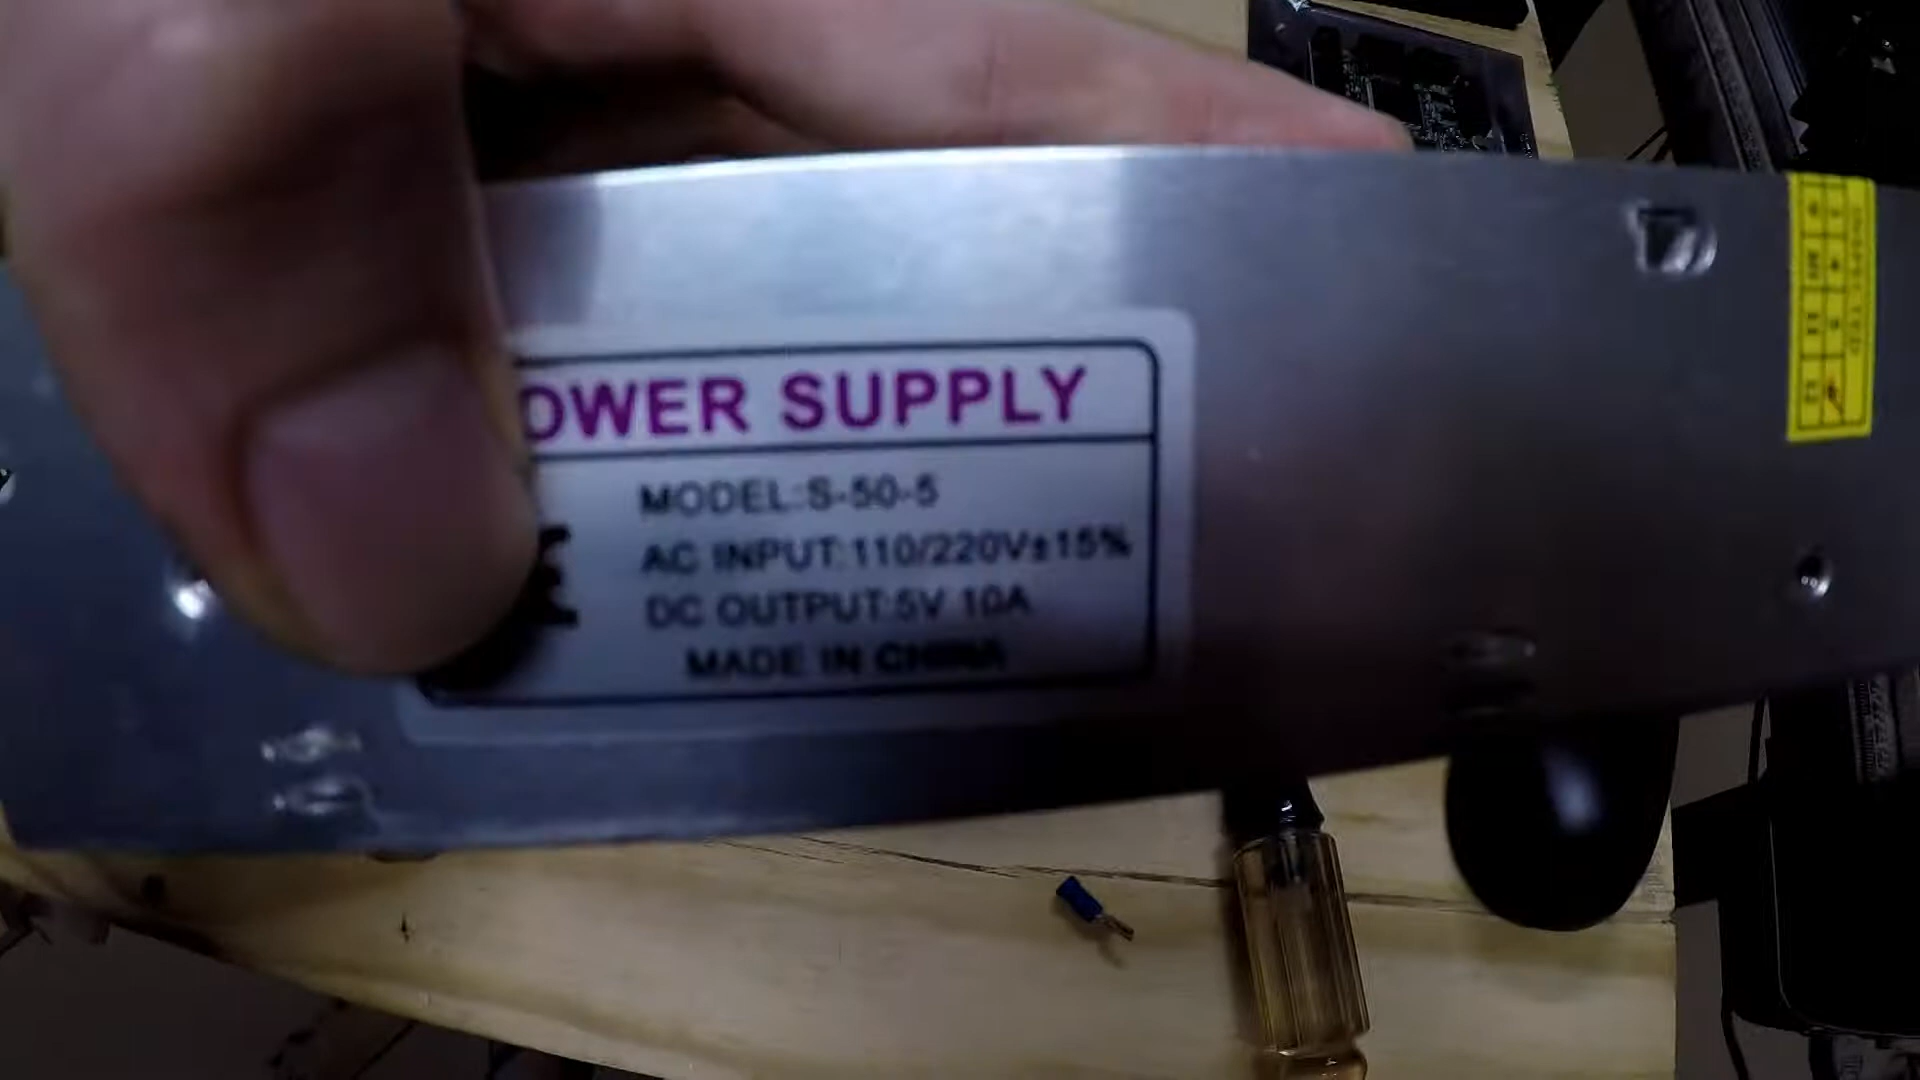 OWER SUPPLY
MODEL:S-50-5
AC INPUT:110/220V±15%
DC OUTPUT:5V 10A
MADE IN CHINA